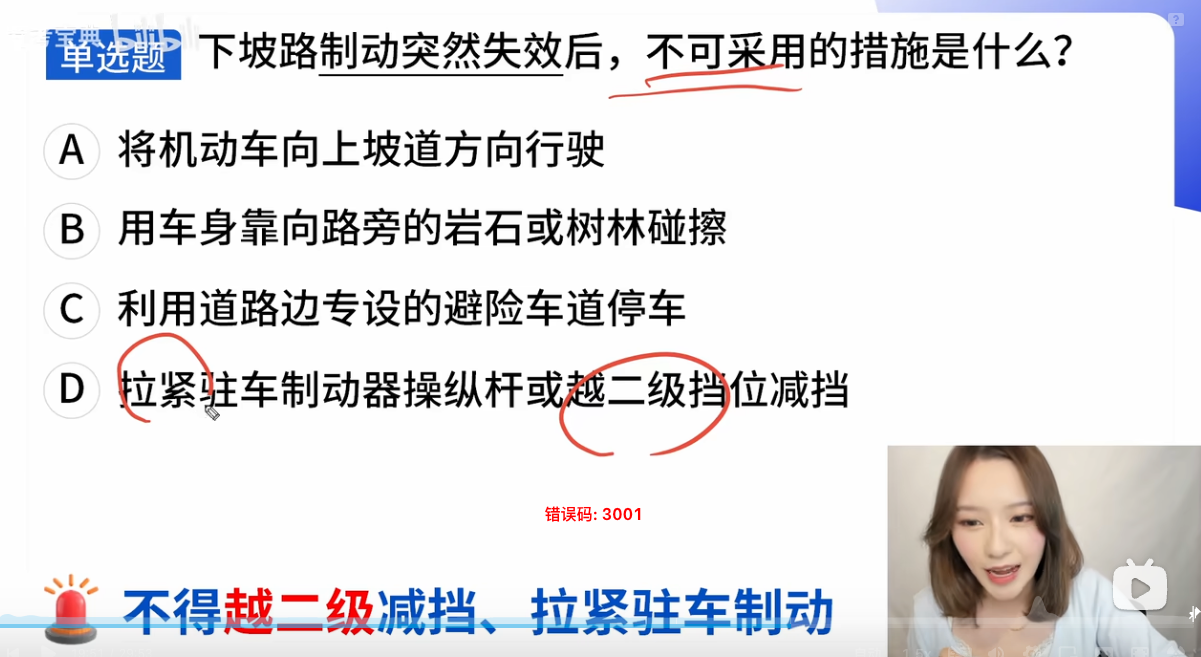 单选题 下坡路制动突然失效后，不可采用的措施是什么？
A 将机动车向上坡道方向行驶
B 用车身靠向路旁的岩石或树林碰擦
C 利用道路边专设的避险车道停车
D 拉紧驻车制动器操纵杆或越二级挡位减挡
错误码: 3001
不得越二级减挡、拉紧驻车制动